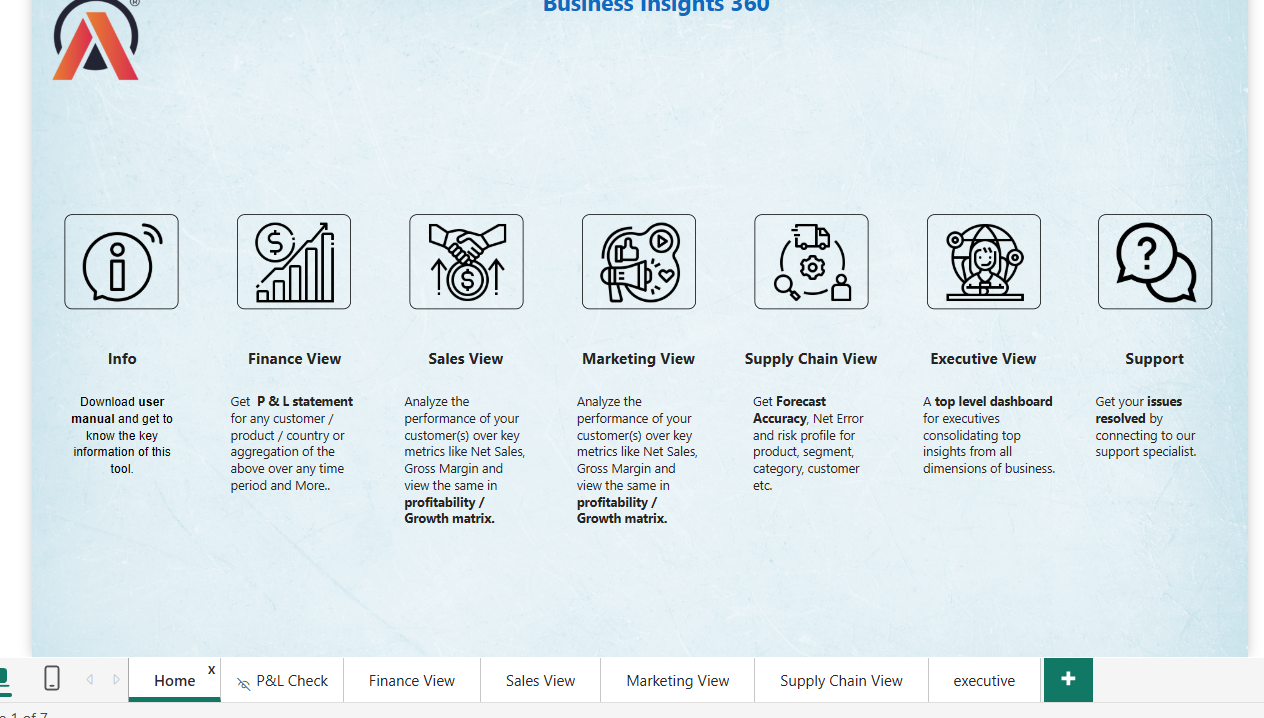 ®
Business Insights 360
Info
Finance View
Sales View
Marketing View
Supply Chain View
Executive View
Support
Download user
manual and get to
know the key
information of this
tool.
Get P & L statement
for any customer /
product / country or
aggregation of the
above over any time
period and More..
Analyze the
performance of your
customer(s) over key
metrics like Net Sales,
Gross Margin and
view the same in
profitability /
Growth matrix.
Analyze the
performance of your
customer(s) over key
metrics like Net Sales,
Gross Margin and
view the same in
profitability /
Growth matrix.
Get Forecast
Accuracy, Net Error
and risk profile for
product, segment,
category, customer
etc.
A top level dashboard
for executives
consolidating top
insights from all
dimensions of business.
Get your issues
resolved by
connecting to our
support specialist.
Home
X
P&L Check
Finance View
Sales View
Marketing View
Supply Chain View
executive
+
1 of 7